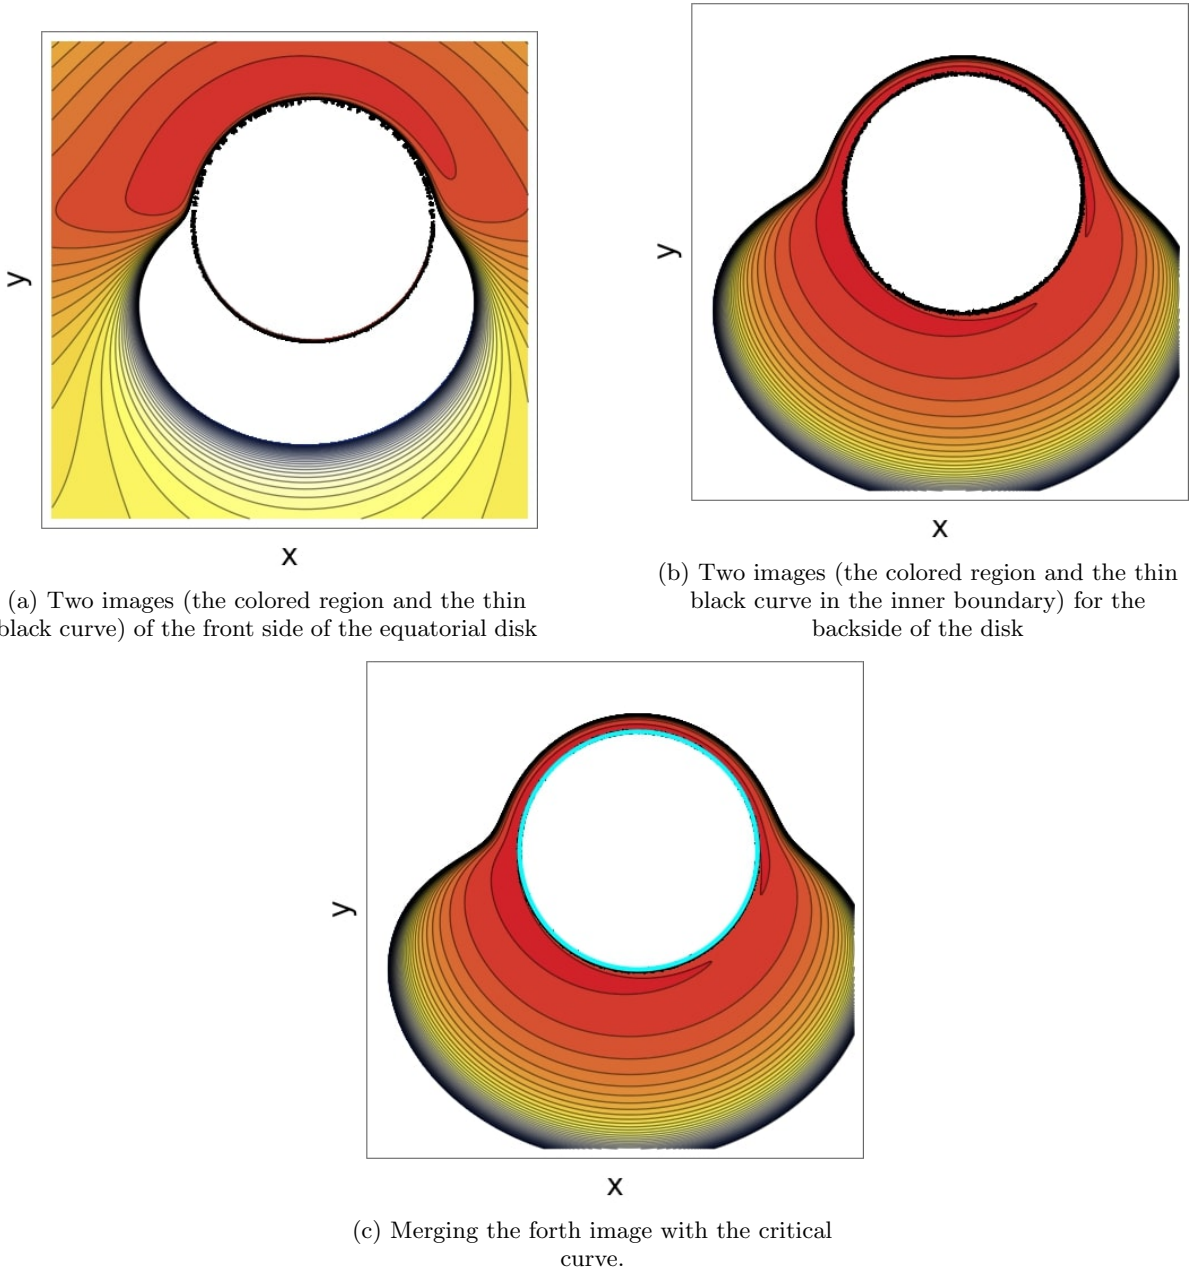 y
x
(a) Two images (the colored region and the thin
black curve) of the front side of the equatorial disk
y
x
(b) Two images (the colored region and the thin
black curve in the inner boundary) for the
backside of the disk
y
x
(c) Merging the forth image with the critical
curve.